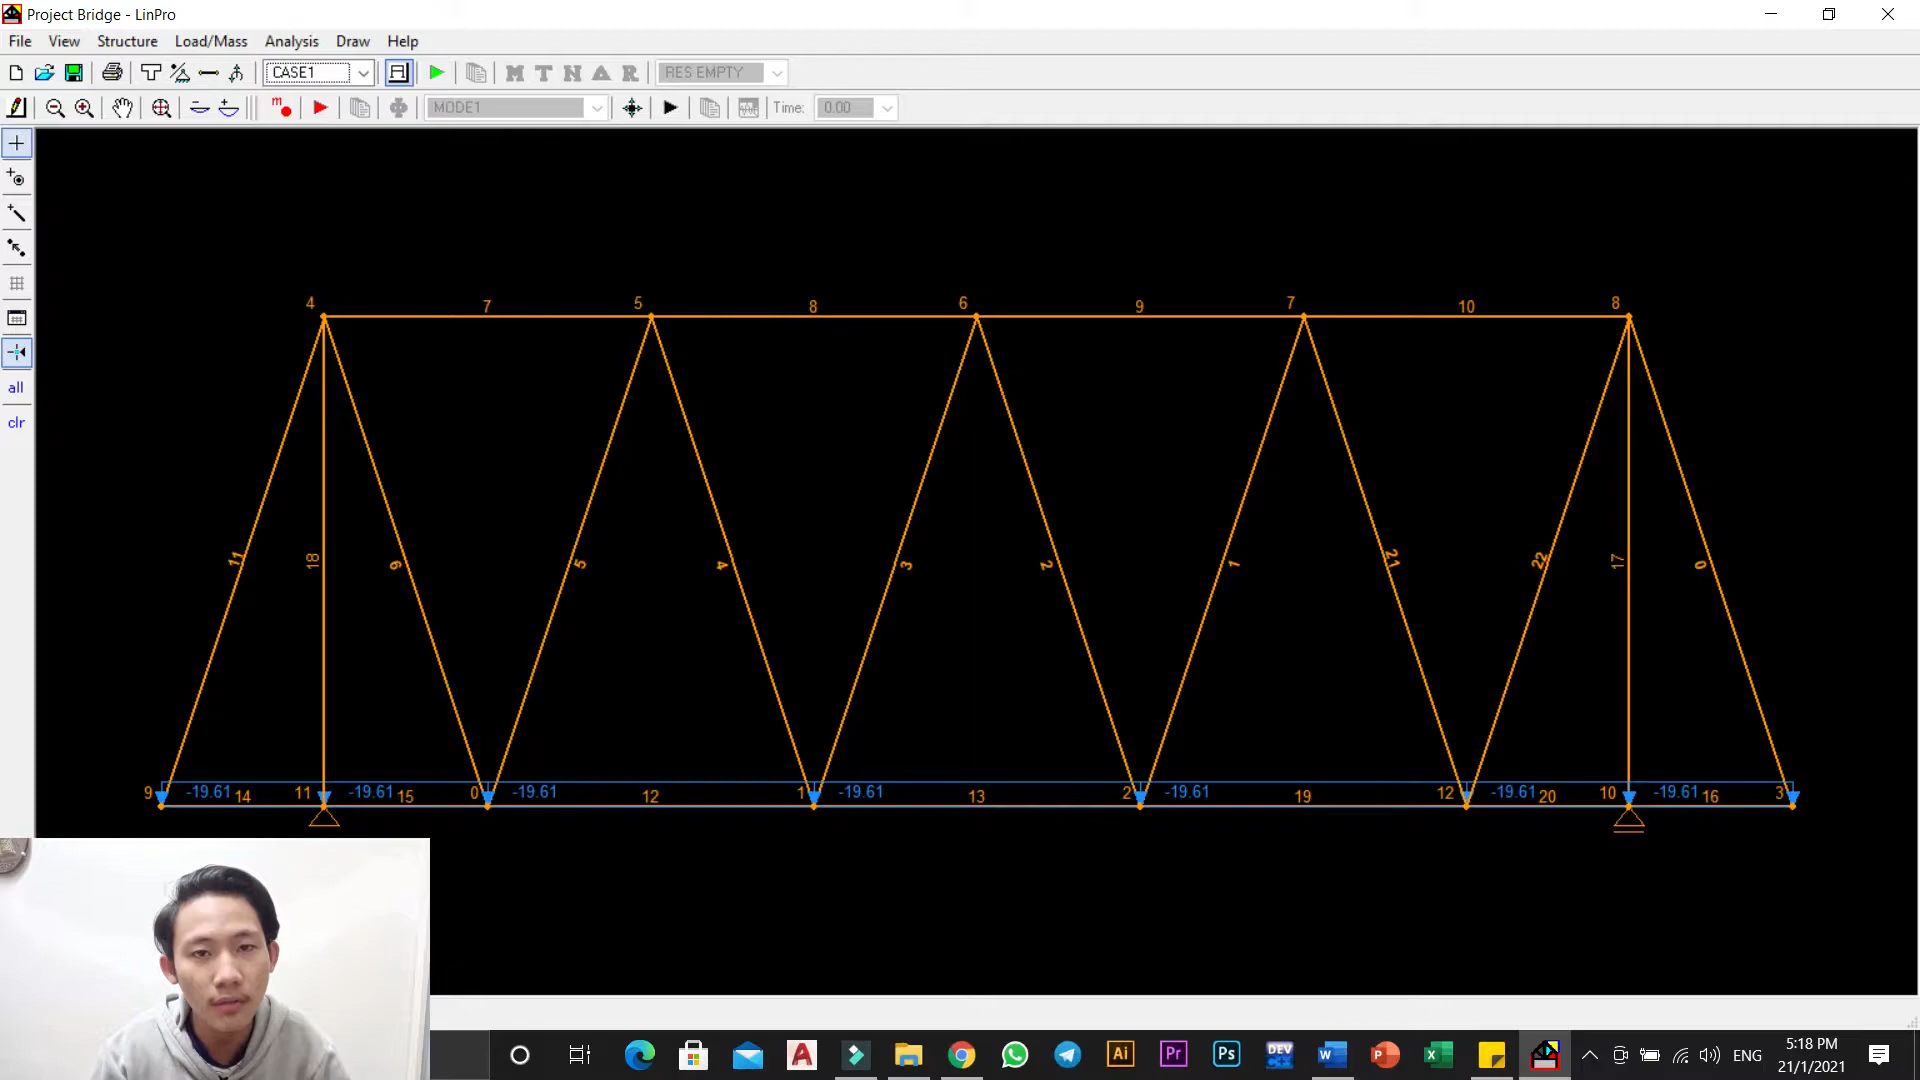 Project Bridge - LinPro
File View Structure Load/Mass Analysis Draw Help
CASE1 M T N R RES EMPTY
m MODE1 Time: 0.00
all
clr
4 7 5 8 6 9 7 10 8
11 18 6 5 4 3 2 1 21 22 17 0
9 -19.61 14 11 -19.61 15 0 -19.61 12 1 -19.61 13 2 -19.61 19 12 -19.61 20 10 -19.61 16 3
A Ai Pr Ps DEV W P X ENG 5:18 PM
21/1/2021